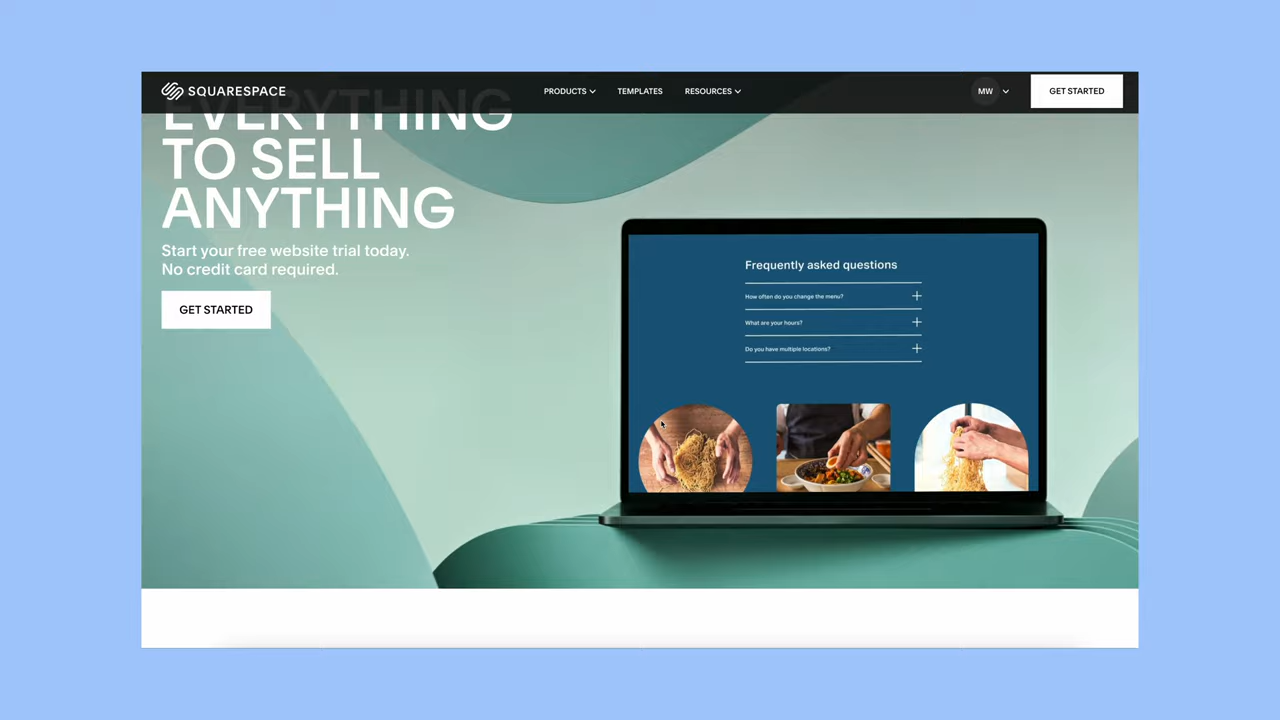 SQUARESPACE
PRODUCTS
TEMPLATES
RESOURCES
MW
GET STARTED
EVERYTHING
TO SELL
ANYTHING
Start your free website trial today.
No credit card required.
GET STARTED
Frequently asked questions
How often do you change the menu?
What are your hours?
Do you have multiple locations?